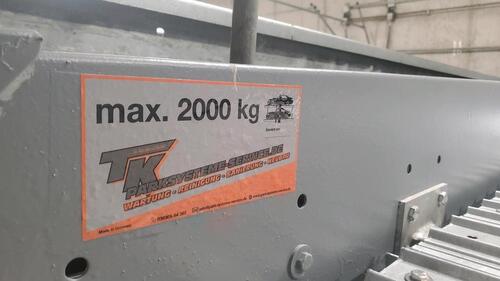 max. 2000 kg
TK
PARKSYSTEME-SERVICE.DE
WARTUNG • REINIGUNG • SANIERUNG • NEUBAU
Made in Germany